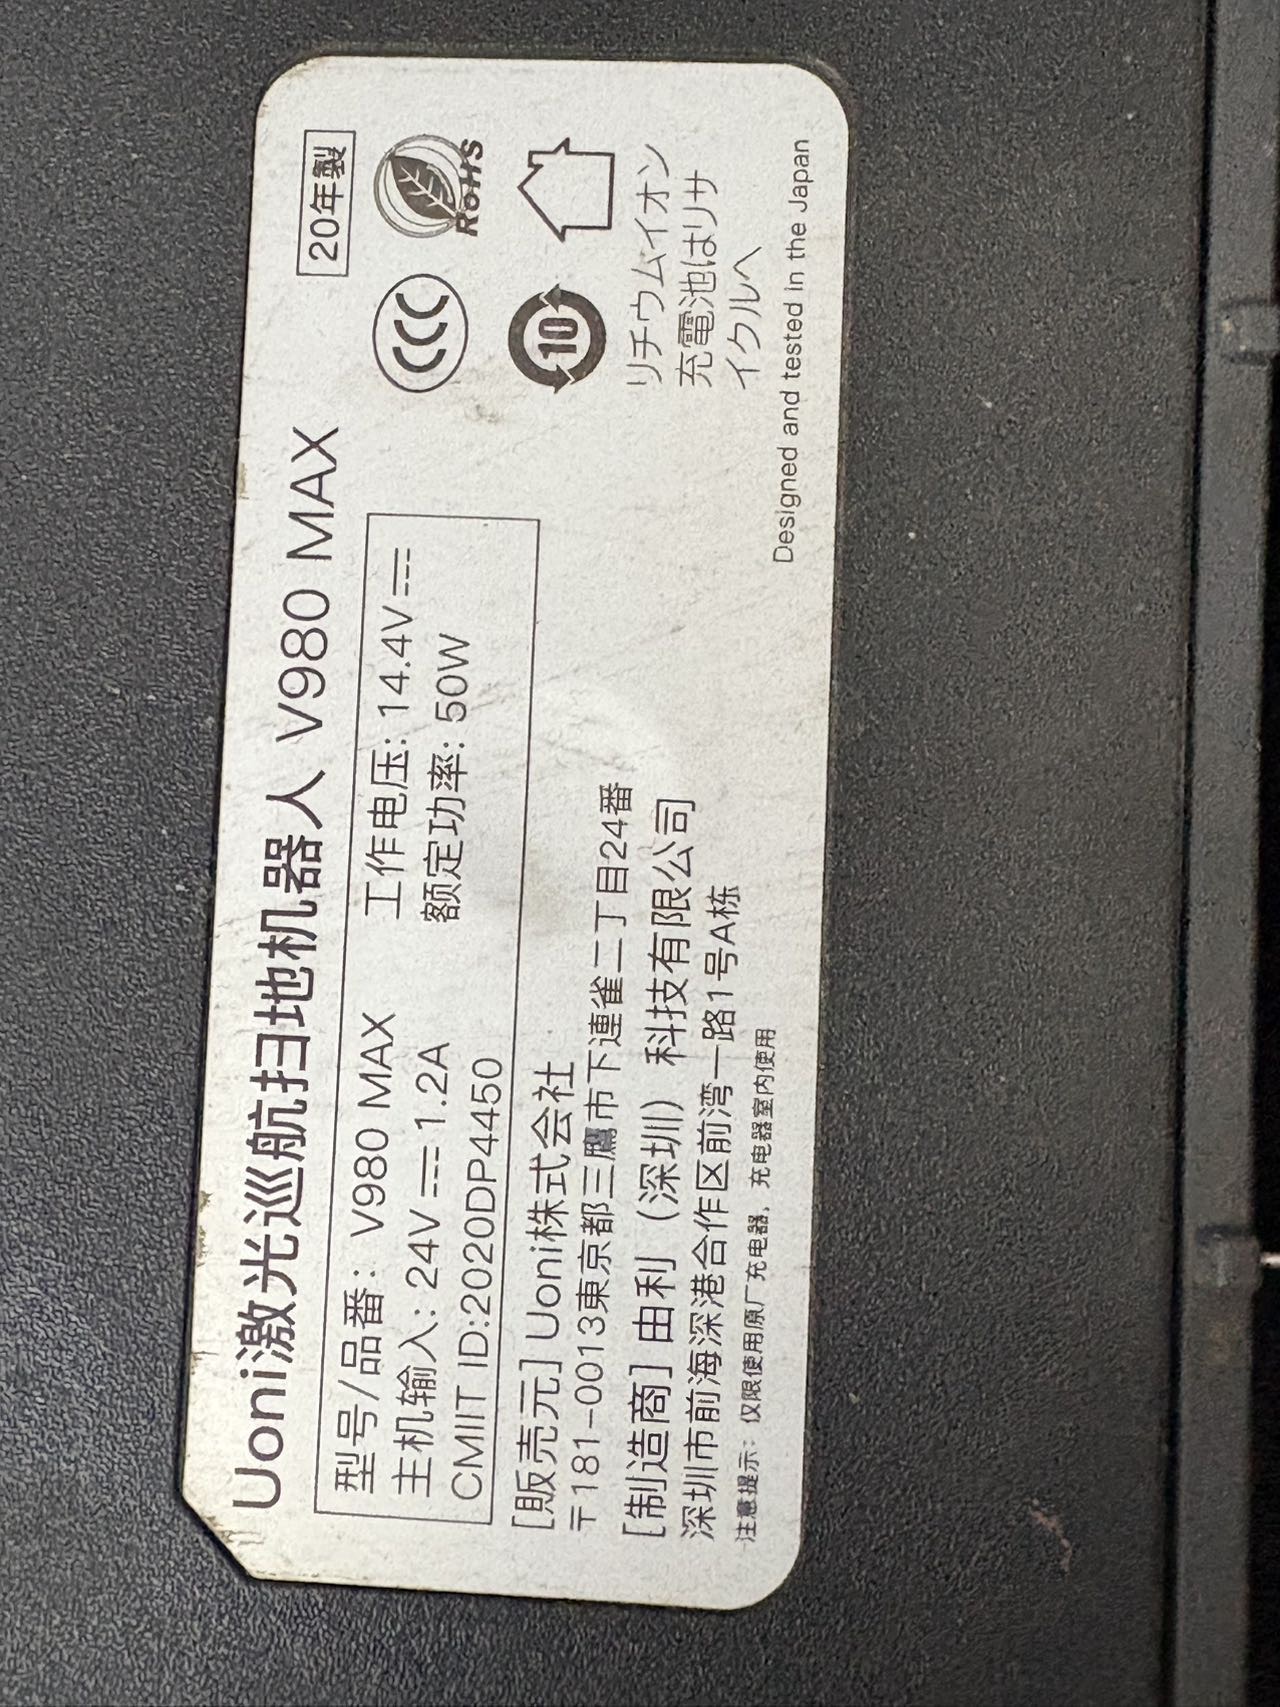 Uoni激光巡航扫地机器人 V980 MAX
20年製
型号/品番: V980 MAX
工作电压: 14.4V⎓
主机输入: 24V⎓1.2A
额定功率: 50W
CMIIT ID:2020DP4450
[販売元] Uoni株式会社
〒181-0013東京都三鷹市下連雀二丁目24番
[制造商] 由利（深圳）科技有限公司
深圳市前海深港合作区前湾一路1号A栋
注意提示: 仅限使用原厂充电器，充电器室内使用
CCC
RoHS
10
リチウムイオン
充電池はリサ
イクルへ
Designed and tested in the Japan